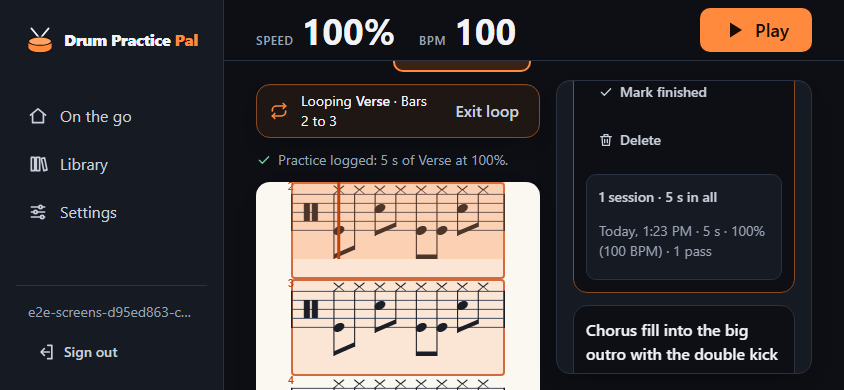 Drum Practice Pal
On the go
Library
Settings
e2e-screens-d95ed863-c...
Sign out
SPEED 100% BPM 100
Play
Looping Verse · Bars
2 to 3
Exit loop
Practice logged: 5 s of Verse at 100%.
2
3
4
Mark finished
Delete
1 session · 5 s in all
Today, 1:23 PM · 5 s · 100%
(100 BPM) · 1 pass
Chorus fill into the big
outro with the double kick